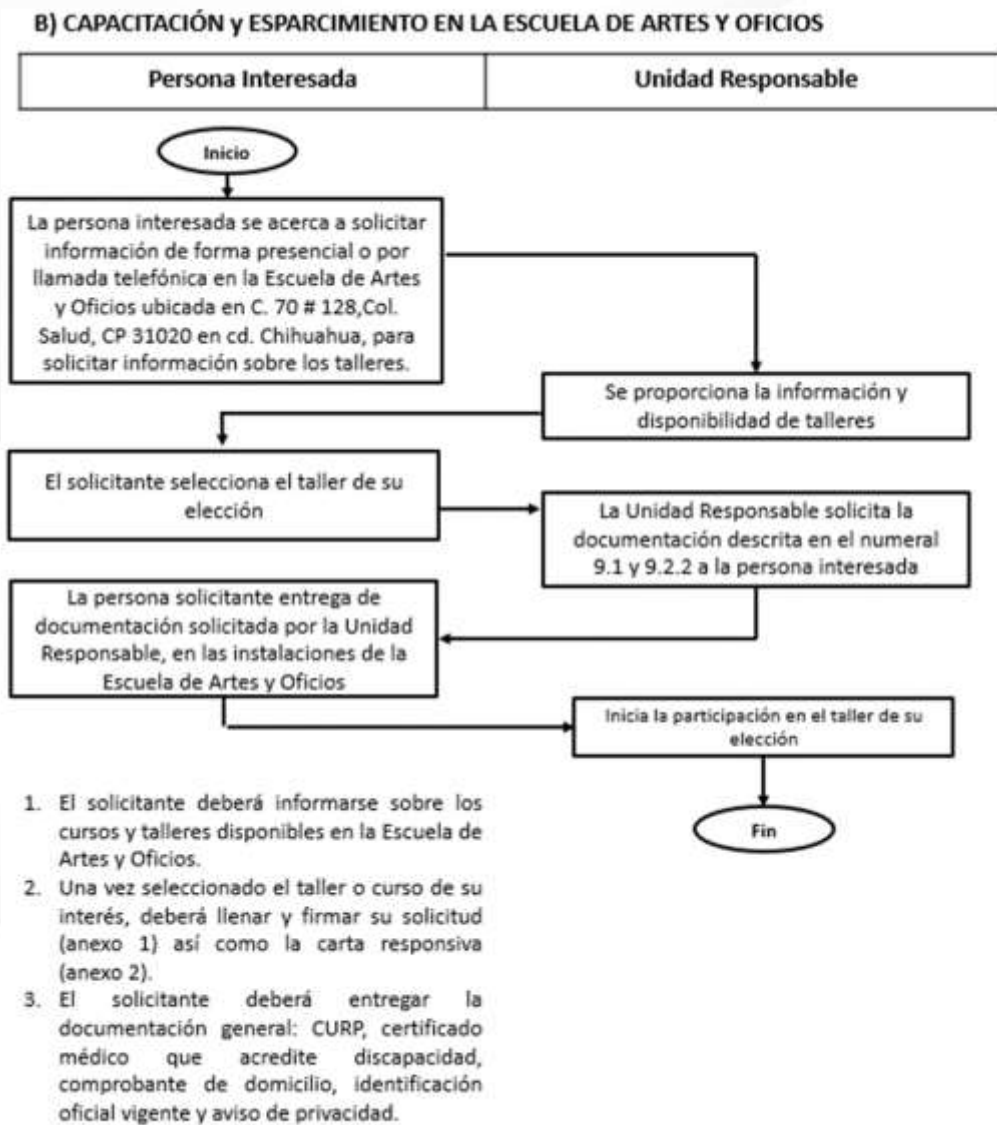 B) CAPACITACIÓN y ESPARCIMIENTO EN LA ESCUELA DE ARTES Y OFICIOS
Persona Interesada
Unidad Responsable
Inicio
La persona interesada se acerca a solicitar
información de forma presencial o por
llamada telefónica en la Escuela de Artes
y Oficios ubicada en C. 70 # 128,Col.
Salud, CP 31020 en cd. Chihuahua, para
solicitar información sobre los talleres.
Se proporciona la información y
disponibilidad de talleres
El solicitante selecciona el taller de su
elección
La Unidad Responsable solicita la
documentación descrita en el numeral
9.1 y 9.2.2 a la persona interesada
La persona solicitante entrega de
documentación solicitada por la Unidad
Responsable, en las instalaciones de la
Escuela de Artes y Oficios
Inicia la participación en el taller de su
elección
Fin
1. El solicitante deberá informarse sobre los
cursos y talleres disponibles en la Escuela de
Artes y Oficios.
2. Una vez seleccionado el taller o curso de su
interés, deberá llenar y firmar su solicitud
(anexo 1) así como la carta responsiva
(anexo 2).
3. El solicitante deberá entregar la
documentación general: CURP, certificado
médico que acredite discapacidad,
comprobante de domicilio, identificación
oficial vigente y aviso de privacidad.